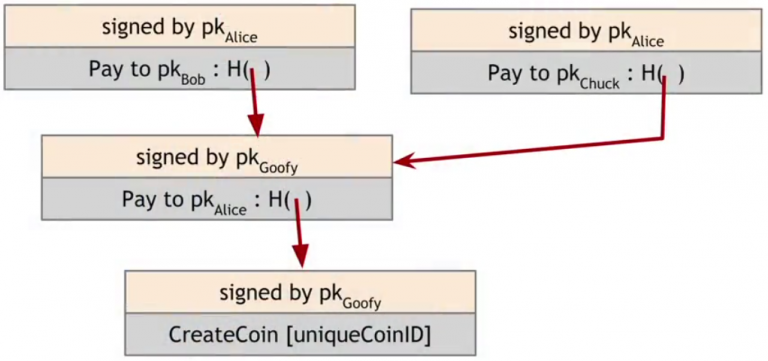 signed by pkAlice
Pay to pkBob : H( )
signed by pkAlice
Pay to pkChuck : H( )
signed by pkGoofy
Pay to pkAlice : H( )
signed by pkGoofy
CreateCoin [uniqueCoinID]